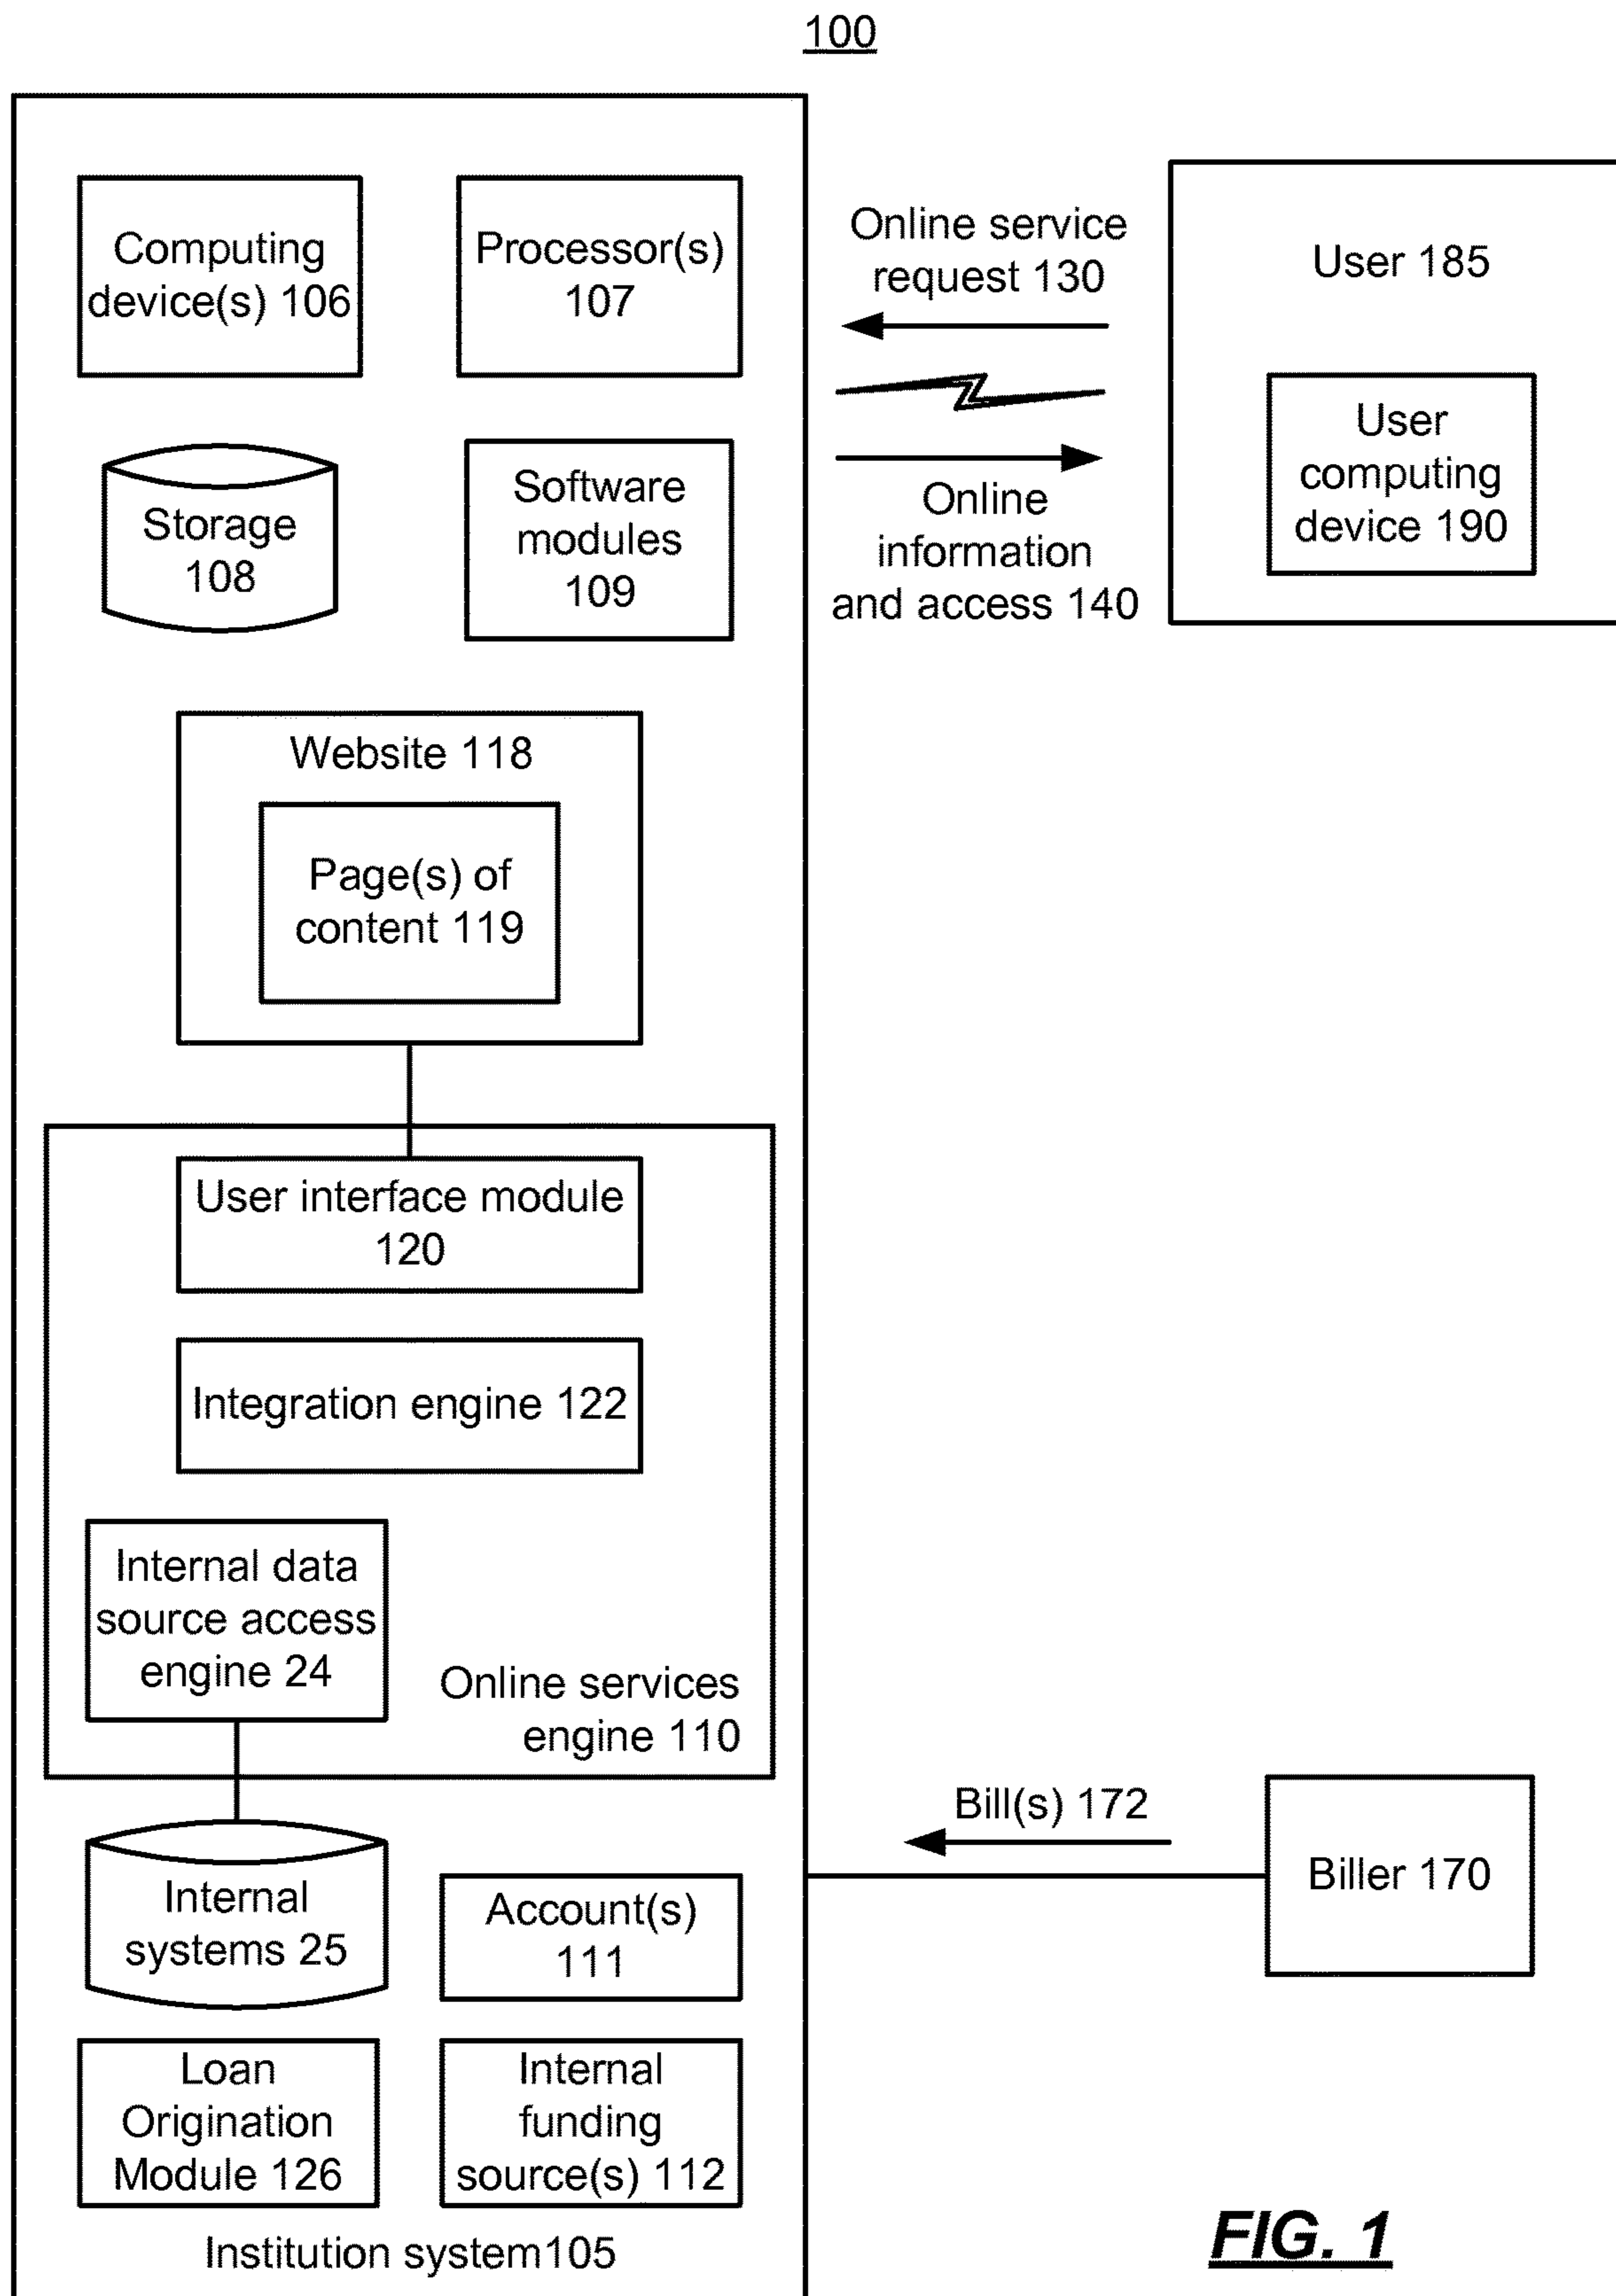 100
Computing
device(s) 106
Processor(s)
107
Online service
request 130
User 185
User
computing
device 190
Storage
108
Software
modules
109
Online
information
and access 140
Website 118
Page(s) of
content 119
User interface module
120
Integration engine 122
Internal data
source access
engine 24
Online services
engine 110
Bill(s) 172
Biller 170
Internal
systems 25
Account(s)
111
Loan
Origination
Module 126
Internal
funding
source(s) 112
Institution system105
FIG. 1